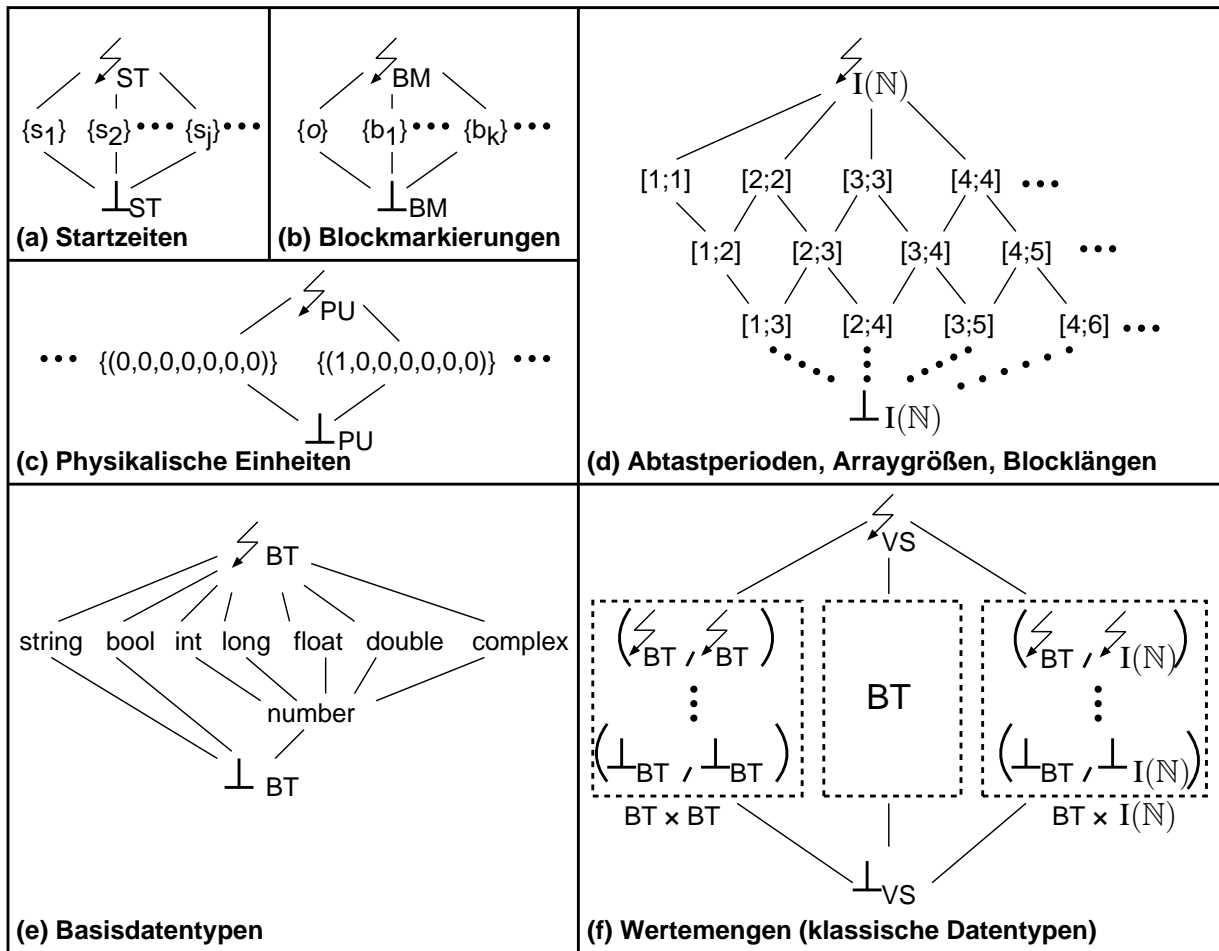 ST
{s1} {s2} ••• {sj} •••
⊥ST
(a) Startzeiten
BM
{o} {b1} ••• {bk} •••
⊥BM
(b) Blockmarkierungen
PU
••• {(0,0,0,0,0,0,0)} {(1,0,0,0,0,0,0)} •••
⊥PU
(c) Physikalische Einheiten
I(ℕ)
[1;1] [2;2] [3;3] [4;4] •••
[1;2] [2;3] [3;4] [4;5] •••
[1;3] [2;4] [3;5] [4;6] •••
⊥I(ℕ)
(d) Abtastperioden, Arraygrößen, Blocklängen
BT
string bool int long float double complex
number
⊥BT
(e) Basisdatentypen
VS
(↯BT, ↯BT)
(⊥BT, ⊥BT)
BT × BT
BT
(↯BT, ↯I(ℕ))
(⊥BT, ⊥I(ℕ))
BT × I(ℕ)
⊥VS
(f) Wertemengen (klassische Datentypen)